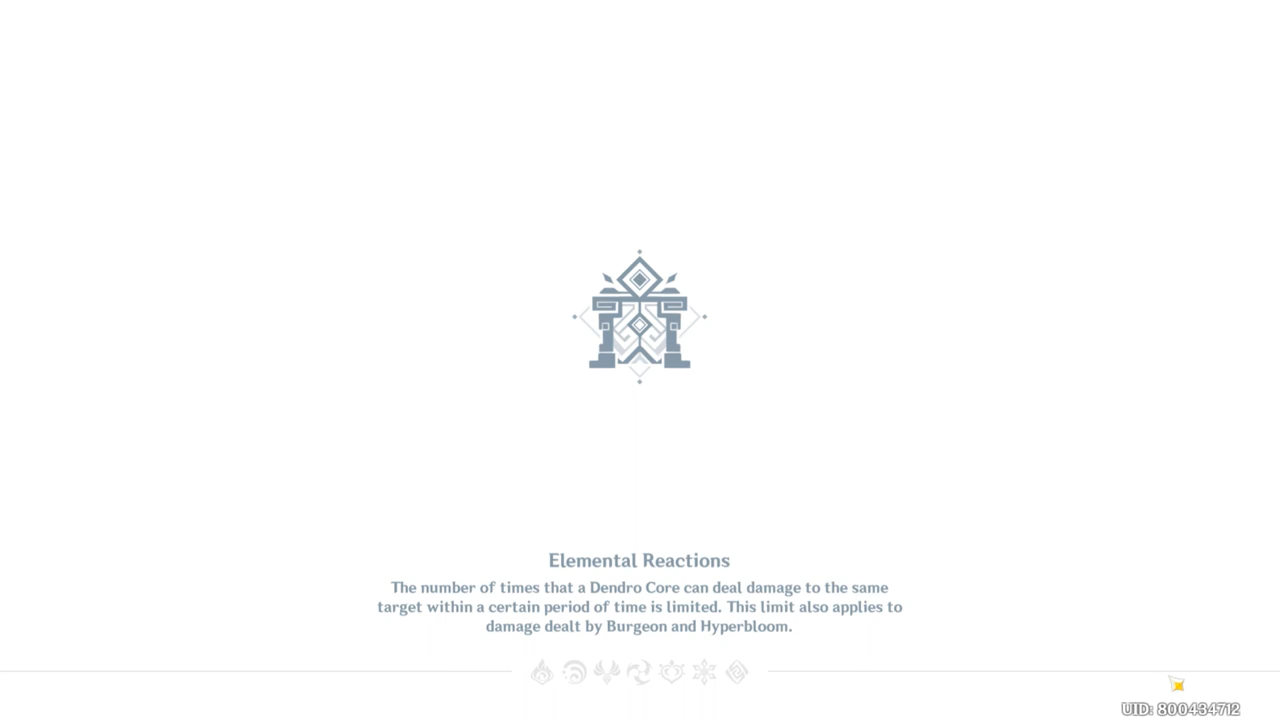 Elemental Reactions
The number of times that a Dendro Core can deal damage to the same
target within a certain period of time is limited. This limit also applies to
damage dealt by Burgeon and Hyperbloom.
UID: 800434712